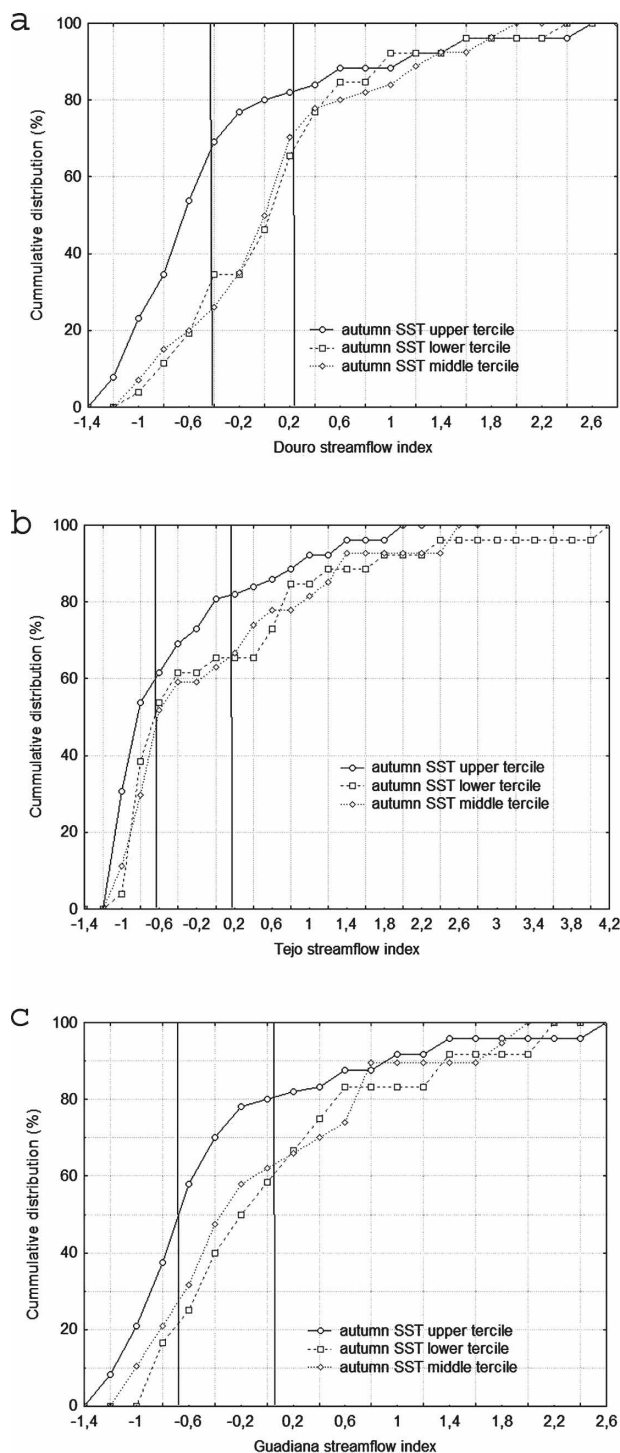 a
Cummulative distribution (%)
100
80
60
40
20
0
autumn SST upper tercile
autumn SST lower tercile
autumn SST middle tercile
-1,4 -1 -0,6 -0,2 0,2 0,6 1 1,4 1,8 2,2 2,6
Douro streamflow index
b
Cummulative distribution (%)
100
80
60
40
20
0
autumn SST upper tercile
autumn SST lower tercile
autumn SST middle tercile
-1,4 -1 -0,6 -0,2 0,2 0,6 1 1,4 1,8 2,2 2,6 3 3,4 3,8 4,2
Tejo streamflow index
c
Cummulative distribution (%)
100
80
60
40
20
0
autumn SST upper tercile
autumn SST lower tercile
autumn SST middle tercile
-1,4 -1 -0,6 -0,2 0,2 0,6 1 1,4 1,8 2,2 2,6
Guadiana streamflow index